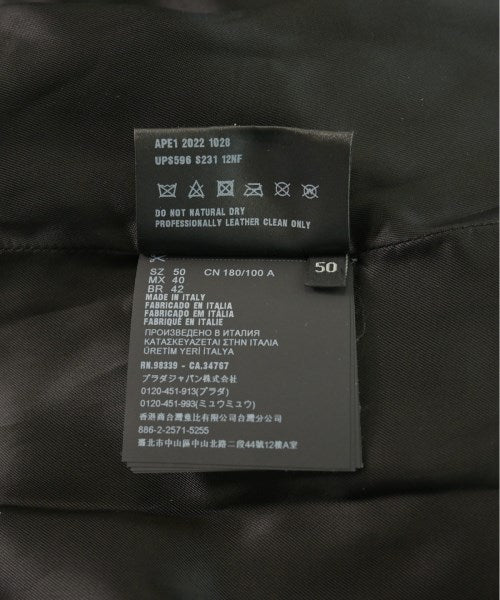 APE1 2022 1028
UPS596 S231 12NF
DO NOT NATURAL DRY
PROFESSIONALLY LEATHER CLEAN ONLY
50
SZ 50 CN 180/100 A
MX 40
BR 42
MADE IN ITALY
FABRICADO EN ITALIA
FABRICADO EM ITÁLIA
FABRIQUÉ EN ITALIE
ПРОИЗВЕДЕНО В ИТАЛИЯ
ΚΑΤΑΣΚΕΥΑΖΕΤΑΙ ΣΤΗΝ ΙΤΑΛΙΑ
ÜRETİM YERİ İTALYA
RN.98339 - CA.34767
プラダジャパン株式会社
0120-451-913(プラダ)
0120-451-993(ミュウミュウ)
香港商台灣普比有限公司台灣分公司
886-2-2571-5255
臺北市中山區中山北路二段44號12樓A室